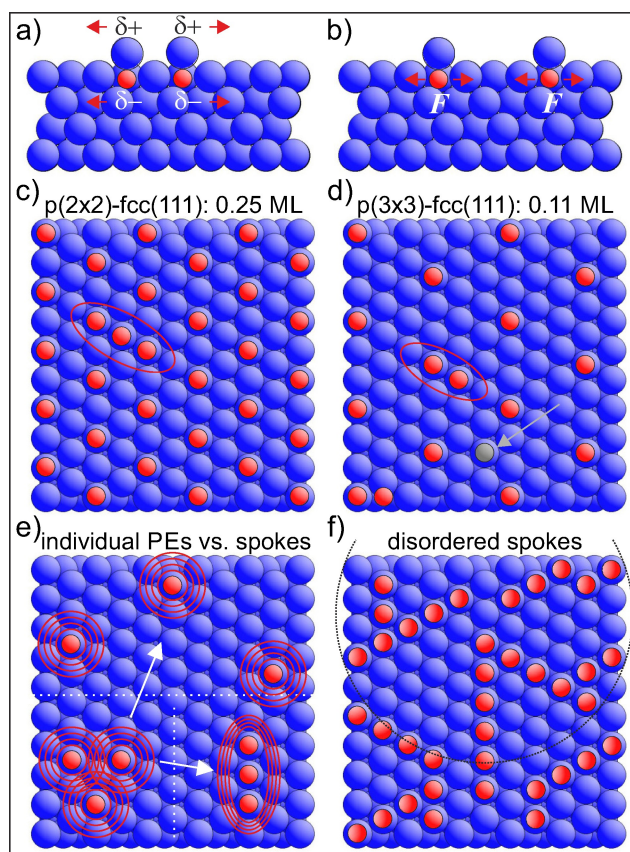 a)
δ+ δ+
δ− δ−
b)
F F
c)
p(2x2)-fcc(111): 0.25 ML
d)
p(3x3)-fcc(111): 0.11 ML
e)
individual PEs vs. spokes
f)
disordered spokes